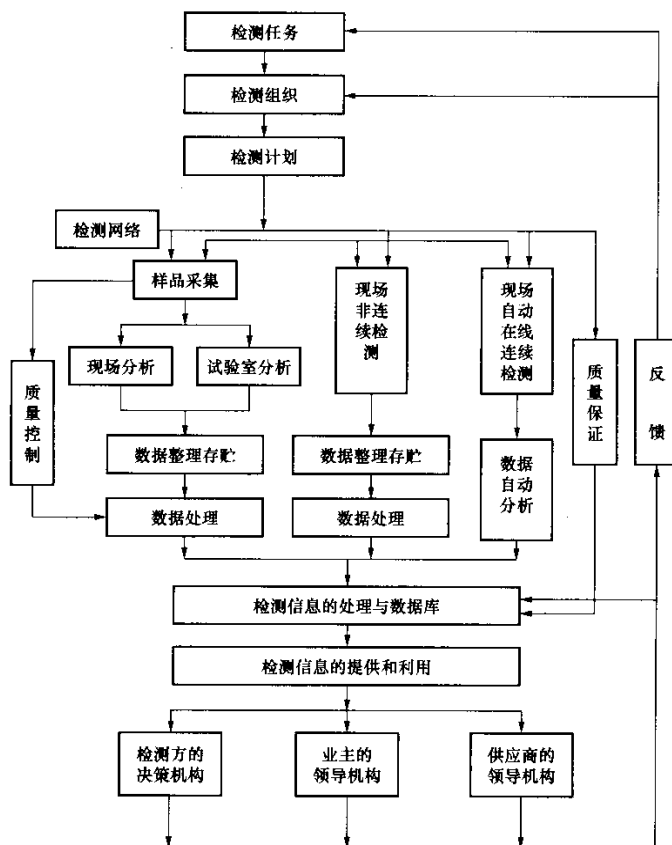 检测任务
检测组织
检测计划
检测网络
样品采集
现场
非连
续检
测
现场
自动
在线
连续
检测
现场分析
试验室分析
质
量
控
制
质
量
保
证
反
馈
数据整理存贮
数据整理存贮
数据
自动
分析
数据处理
数据处理
检测信息的处理与数据库
检测信息的提供和利用
检测方的
决策机构
业主的
领导机构
供应商的
领导机构